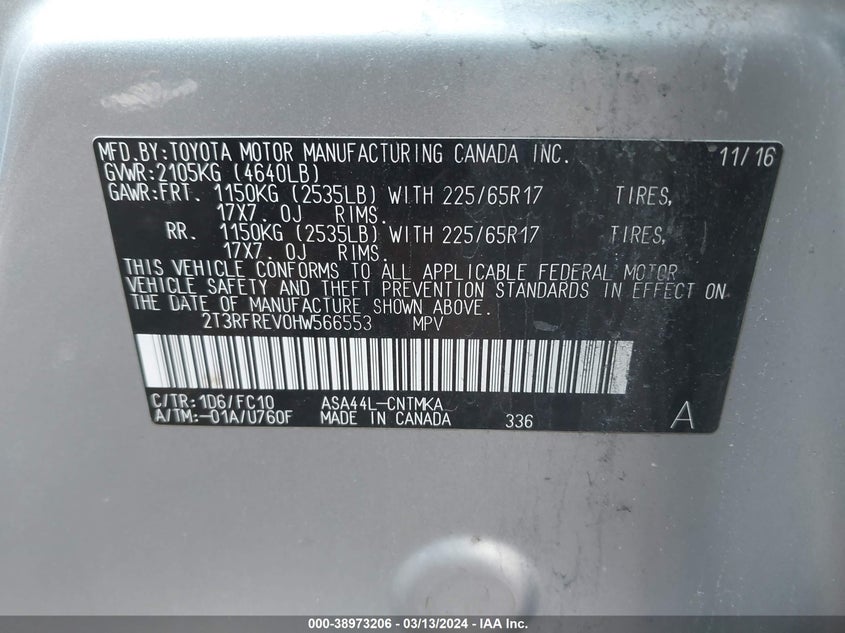 MFD.BY:TOYOTA MOTOR MANUFACTURING CANADA INC. 11/16
GVWR:2105KG (4640LB)
GAWR:FRT. 1150KG (2535LB) WITH 225/65R17 TIRES,
17X7.0J RIMS.
RR. 1150KG (2535LB) WITH 225/65R17 TIRES,
17X7.0J RIMS.
THIS VEHICLE CONFORMS TO ALL APPLICABLE FEDERAL MOTOR
VEHICLE SAFETY AND THEFT PREVENTION STANDARDS IN EFFECT ON
THE DATE OF MANUFACTURE SHOWN ABOVE.
2T3RFREV0HW566553 MPV
C/TR:1D6/FC10 ASA44L-CNTMKA
A/TM:-01A/U760F MADE IN CANADA 336 A
000-38973206 - 03/13/2024 - IAA Inc.